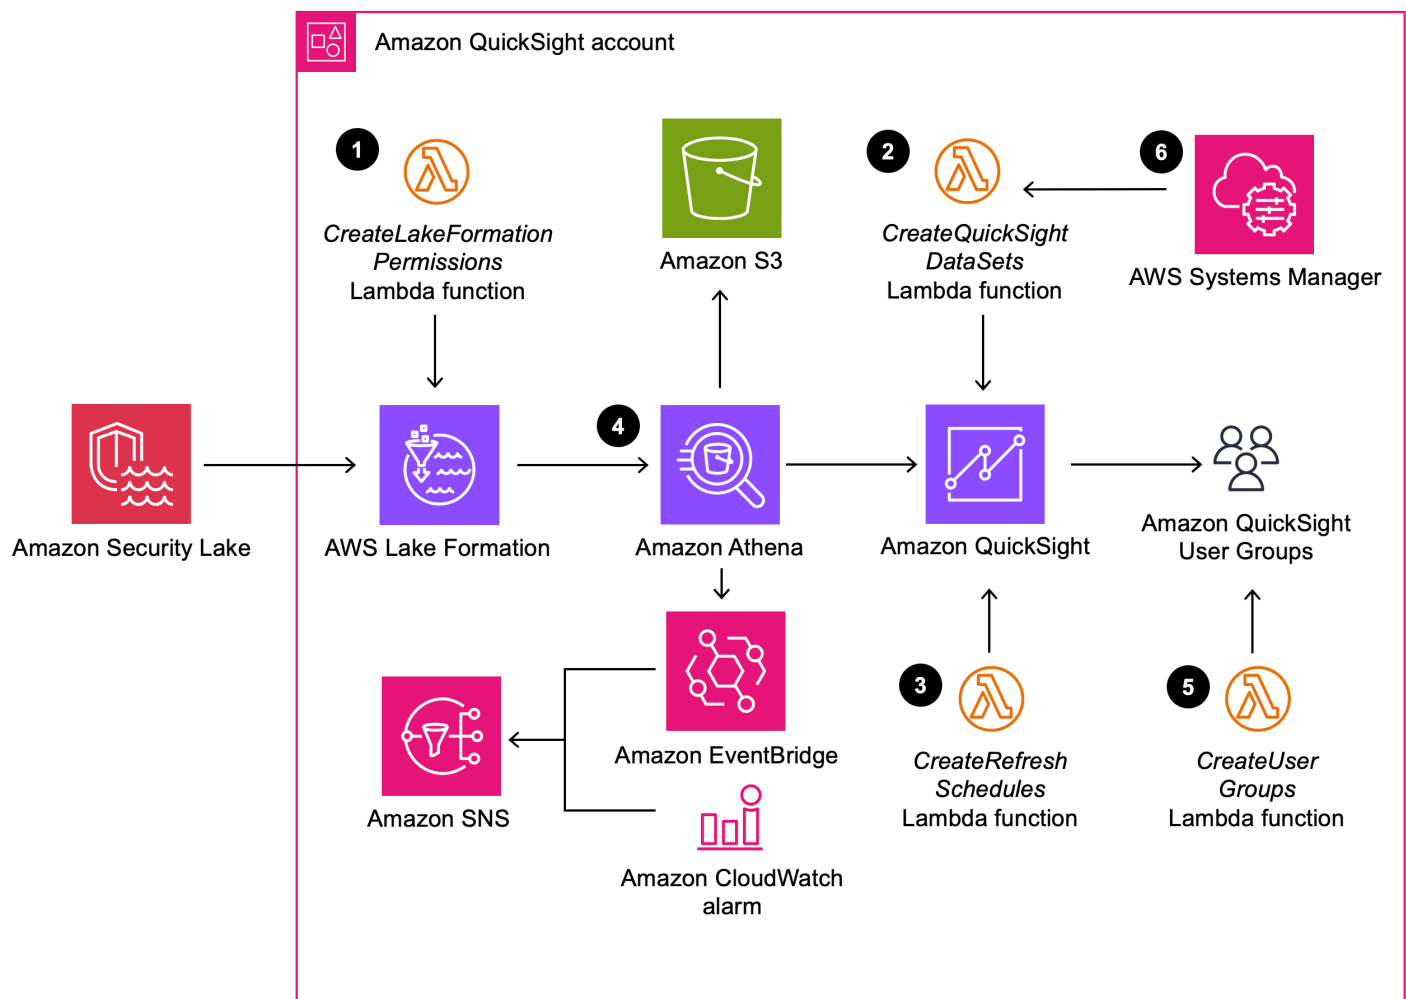 Amazon QuickSight account
1
CreateLakeFormation
Permissions
Lambda function
Amazon S3
2
CreateQuickSight
DataSets
Lambda function
6
AWS Systems Manager
Amazon Security Lake
AWS Lake Formation
4
Amazon Athena
Amazon QuickSight
Amazon QuickSight
User Groups
Amazon SNS
Amazon EventBridge
Amazon CloudWatch
alarm
3
CreateRefresh
Schedules
Lambda function
5
CreateUser
Groups
Lambda function